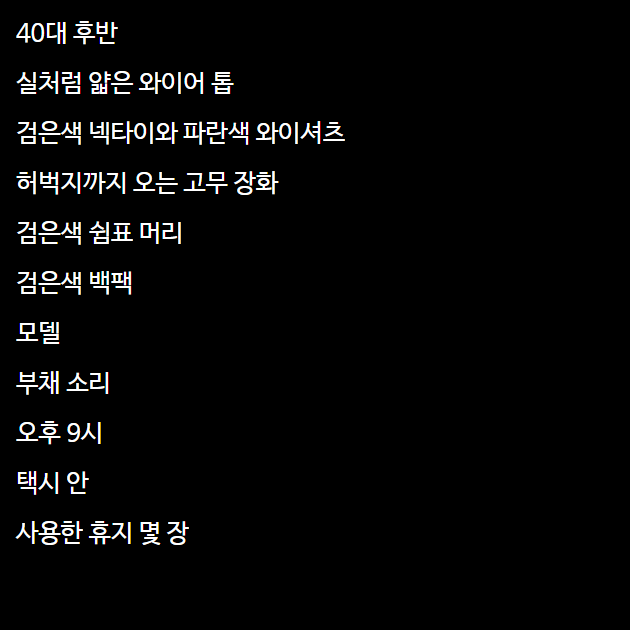 40대 후반
실처럼 얇은 와이어 톱
검은색 넥타이와 파란색 와이셔츠
허벅지까지 오는 고무 장화
검은색 쉼표 머리
검은색 백팩
모델
부채 소리
오후 9시
택시 안
사용한 휴지 몇 장